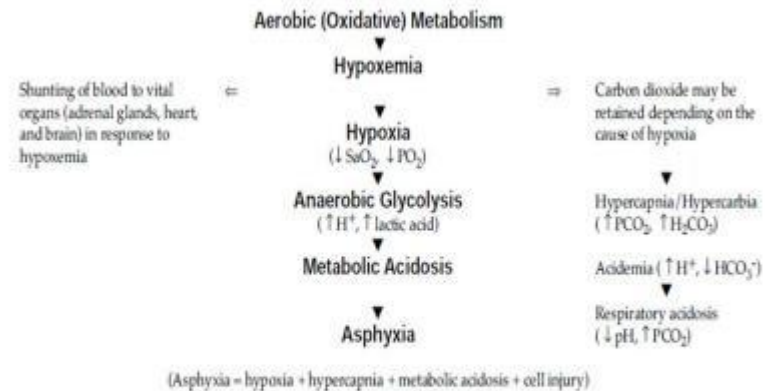 Aerobic (Oxidative) Metabolism
▼
Hypoxemia
Shunting of blood to vital
organs (adrenal glands, heart,
and brain) in response to
hypoxemia
⇐
⇒
Carbon dioxide may be
retained depending on the
cause of hypoxia
▼
Hypoxia
(↓SaO₂, ↓PO₂)
▼
Anaerobic Glycolysis
(↑H⁺, ↑lactic acid)
▼
Metabolic Acidosis
▼
Asphyxia
▼
Hypercapnia/Hypercarbia
(↑PCO₂, ↑H₂CO₃)
Acidemia (↑H⁺, ↓HCO₃⁻)
▼
Respiratory acidosis
(↓pH, ↑PCO₂)
(Asphyxia = hypoxia + hypercapnia + metabolic acidosis + cell injury)